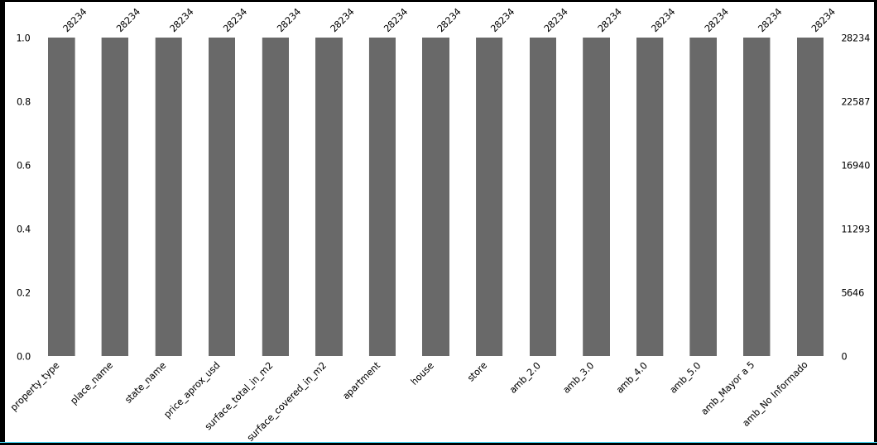 28234 28234 28234 28234 28234 28234 28234 28234 28234 28234 28234 28234 28234 28234 28234
1.0 28234
0.8 22587
0.6 16940
0.4 11293
0.2 5646
0.0 0
property_type
place_name
state_name
price_aprox_usd
surface_total_in_m2
surface_covered_in_m2
apartment
house
store
amb_2.0
amb_3.0
amb_4.0
amb_5.0
amb_Mayor a 5
amb_No Informado